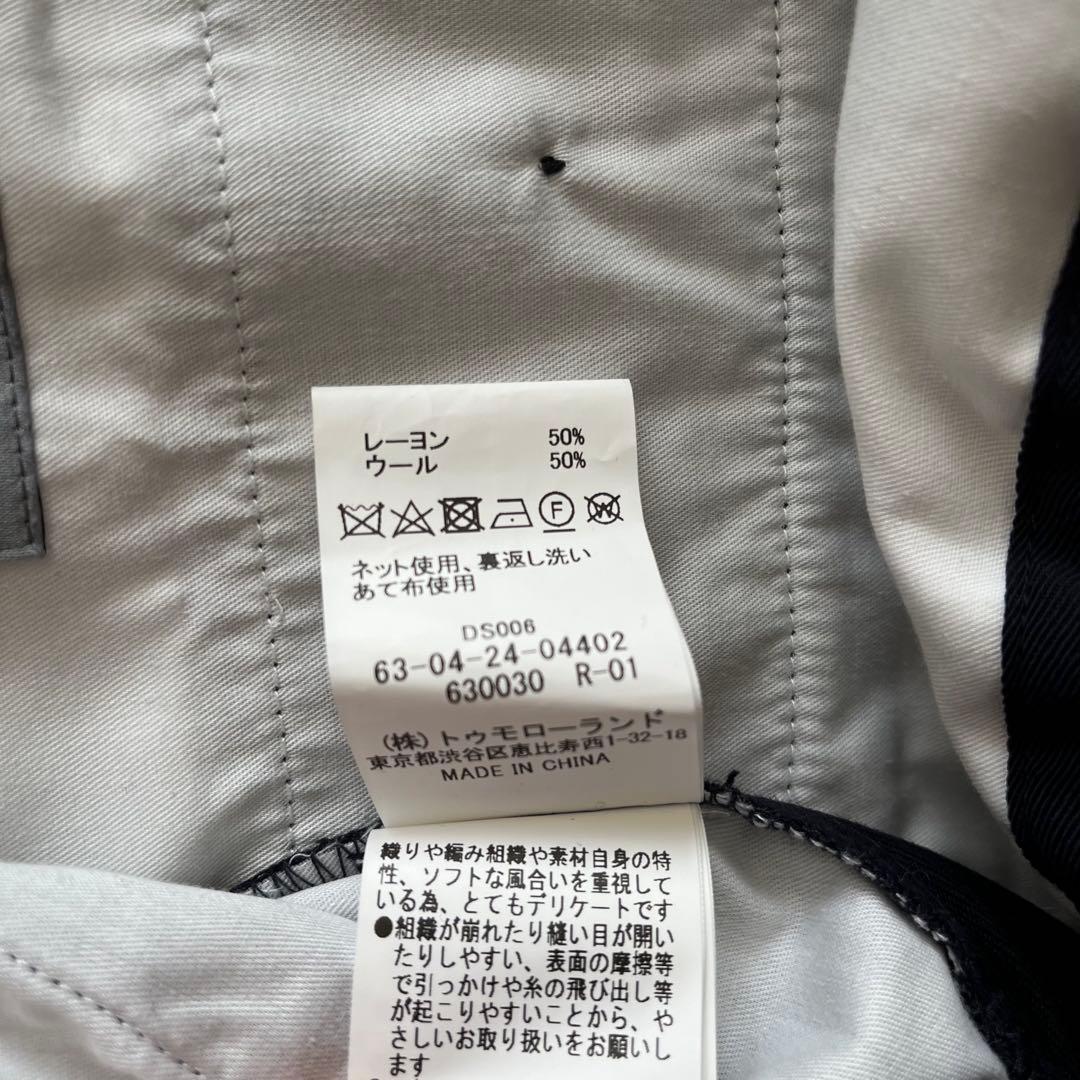 レーヨン 50%
ウール 50%
F W
ネット使用、裏返し洗い
あて布使用
DS006
63-04-24-04402
630030 R-01
(株)トゥモローランド
東京都渋谷区恵比寿西1-32-18
MADE IN CHINA
織りや編み組織や素材自身の特
性、ソフトな風合いを重視して
いる為、とてもデリケートです
●組織が崩れたり縫い目が開い
たりしやすい、表面の摩擦等
で引っかけや糸の飛び出し等
が起こりやすいことから、や
さしいお取り扱いをお願いし
ます